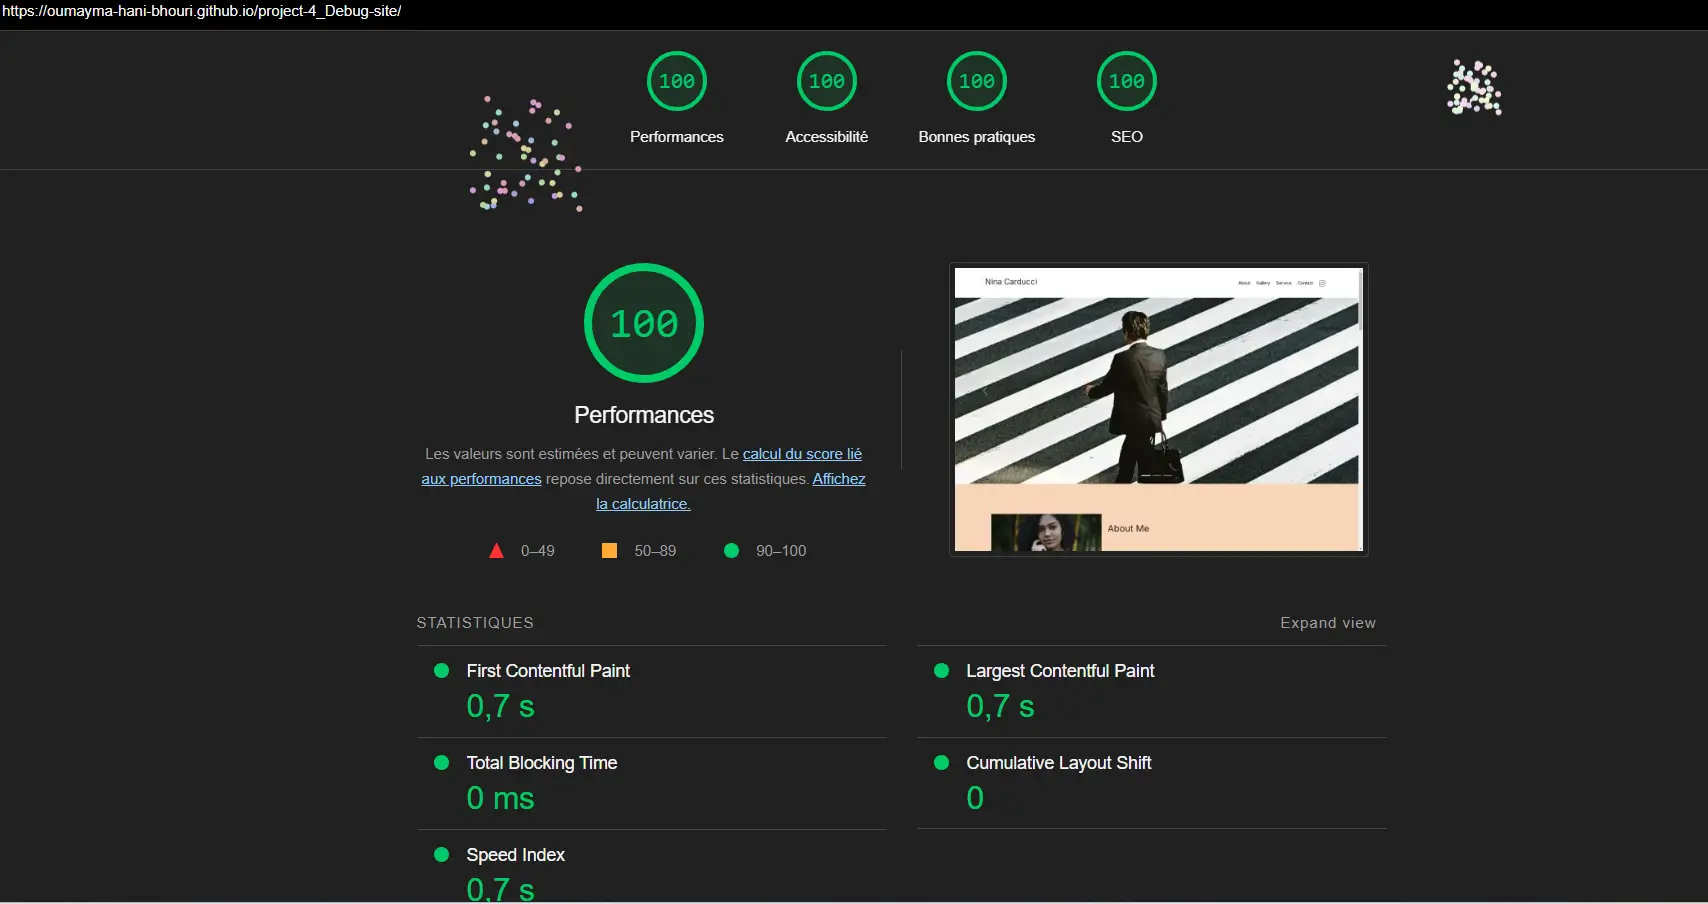 https://oumayma-hani-bhouri.github.io/project-4_Debug-site/
100
100
100
100
Performances
Accessibilité
Bonnes pratiques
SEO
100
Performances
Les valeurs sont estimées et peuvent varier. Le calcul du score lié
aux performances repose directement sur ces statistiques. Affichez
la calculatrice.
0–49
50–89
90–100
Nina Carducci
About
Gallery
Services
Contact
About Me
STATISTIQUES
Expand view
First Contentful Paint
0,7 s
Largest Contentful Paint
0,7 s
Total Blocking Time
0 ms
Cumulative Layout Shift
0
Speed Index
0,7 s